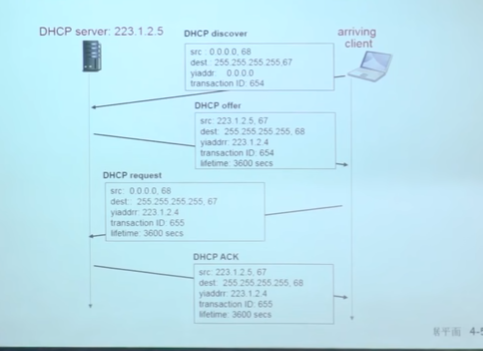 DHCP server: 223.1.2.5
arriving
client
DHCP discover
src : 0.0.0.0, 68
dest.: 255.255.255.255,67
yiaddr: 0.0.0.0
transaction ID: 654
DHCP offer
src: 223.1.2.5, 67
dest: 255.255.255.255, 68
yiaddrr: 223.1.2.4
transaction ID: 654
lifetime: 3600 secs
DHCP request
src: 0.0.0.0, 68
dest:: 255.255.255.255, 67
yiaddrr: 223.1.2.4
transaction ID: 655
lifetime: 3600 secs
DHCP ACK
src: 223.1.2.5, 67
dest: 255.255.255.255, 68
yiaddrr: 223.1.2.4
transaction ID: 655
lifetime: 3600 secs
平面 4-5